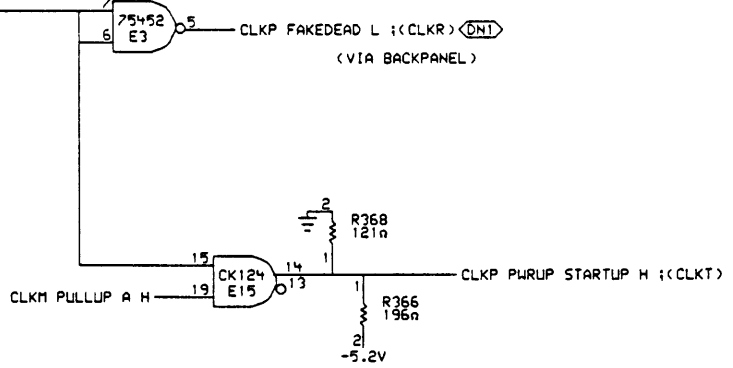 7
75452
E3
5
6
CLKP FAKEDEAD L ;(CLKR) DN1
(VIA BACKPANEL)
2
R368
121Ω
1
15
CK124
E15
14
13
19
CLKM PULLUP A H
CLKP PWRUP STARTUP H ;(CLKT)
1
R366
196Ω
2
-5.2V